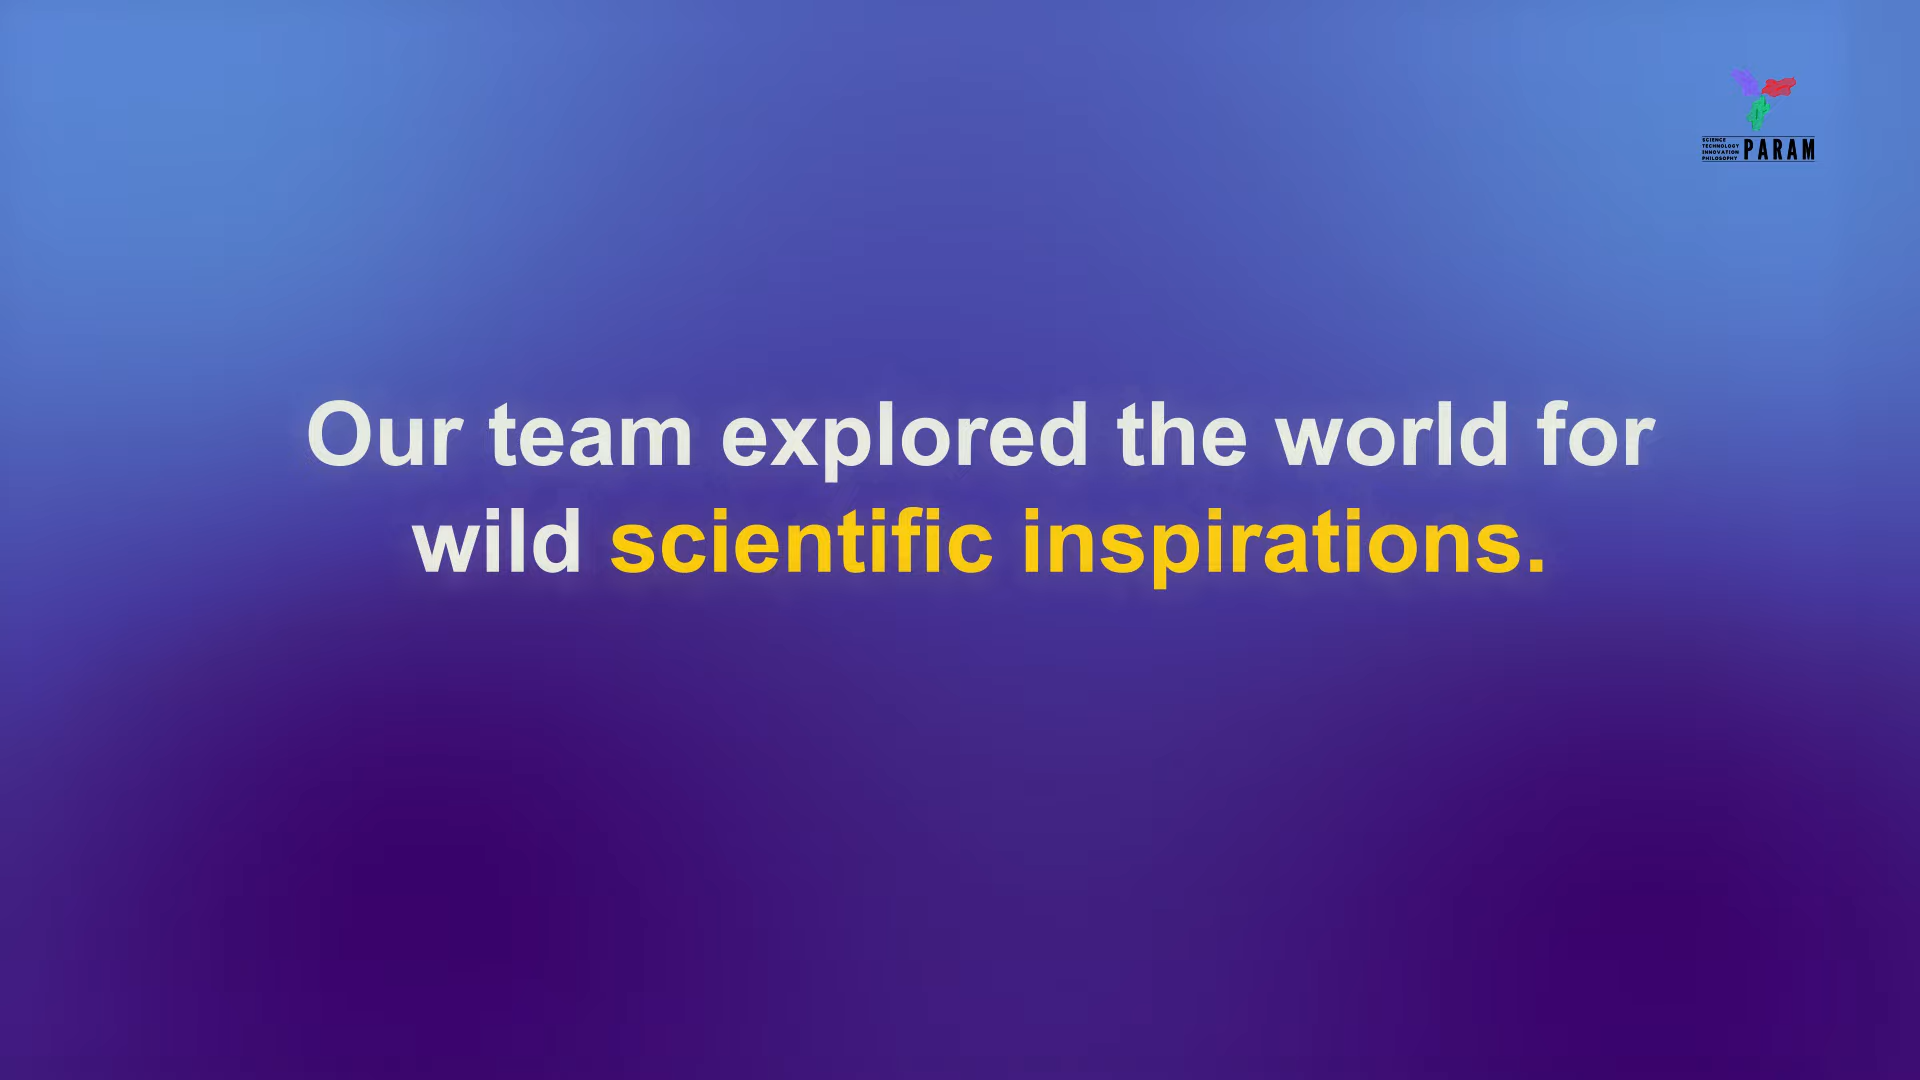 SCIENCE
TECHNOLOGY
INNOVATION
PHILOSOPHY
PARAM
Our team explored the world for
wild scientific inspirations.